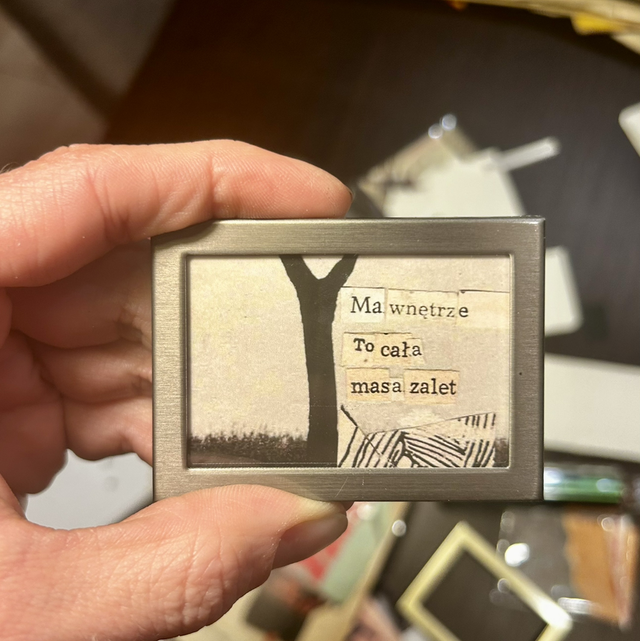 Ma wnętrze
To cała
masa zalet